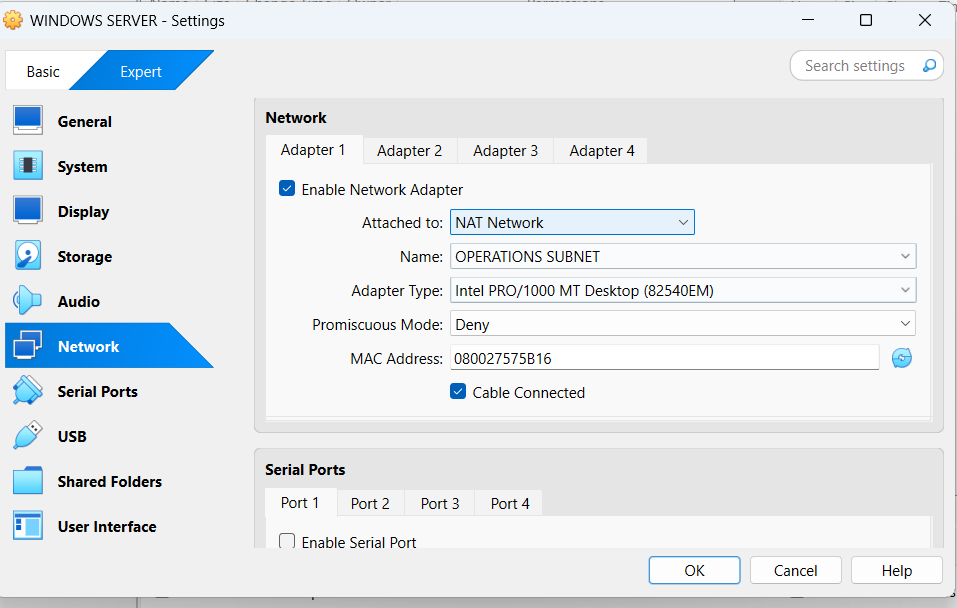 WINDOWS SERVER - Settings
Basic Expert Search settings
General
System
Display
Storage
Audio
Network
Serial Ports
USB
Shared Folders
User Interface
Network
Adapter 1 Adapter 2 Adapter 3 Adapter 4
Enable Network Adapter
Attached to: NAT Network
Name: OPERATIONS SUBNET
Adapter Type: Intel PRO/1000 MT Desktop (82540EM)
Promiscuous Mode: Deny
MAC Address: 080027575B16
Cable Connected
Serial Ports
Port 1 Port 2 Port 3 Port 4
Enable Serial Port
OK Cancel Help